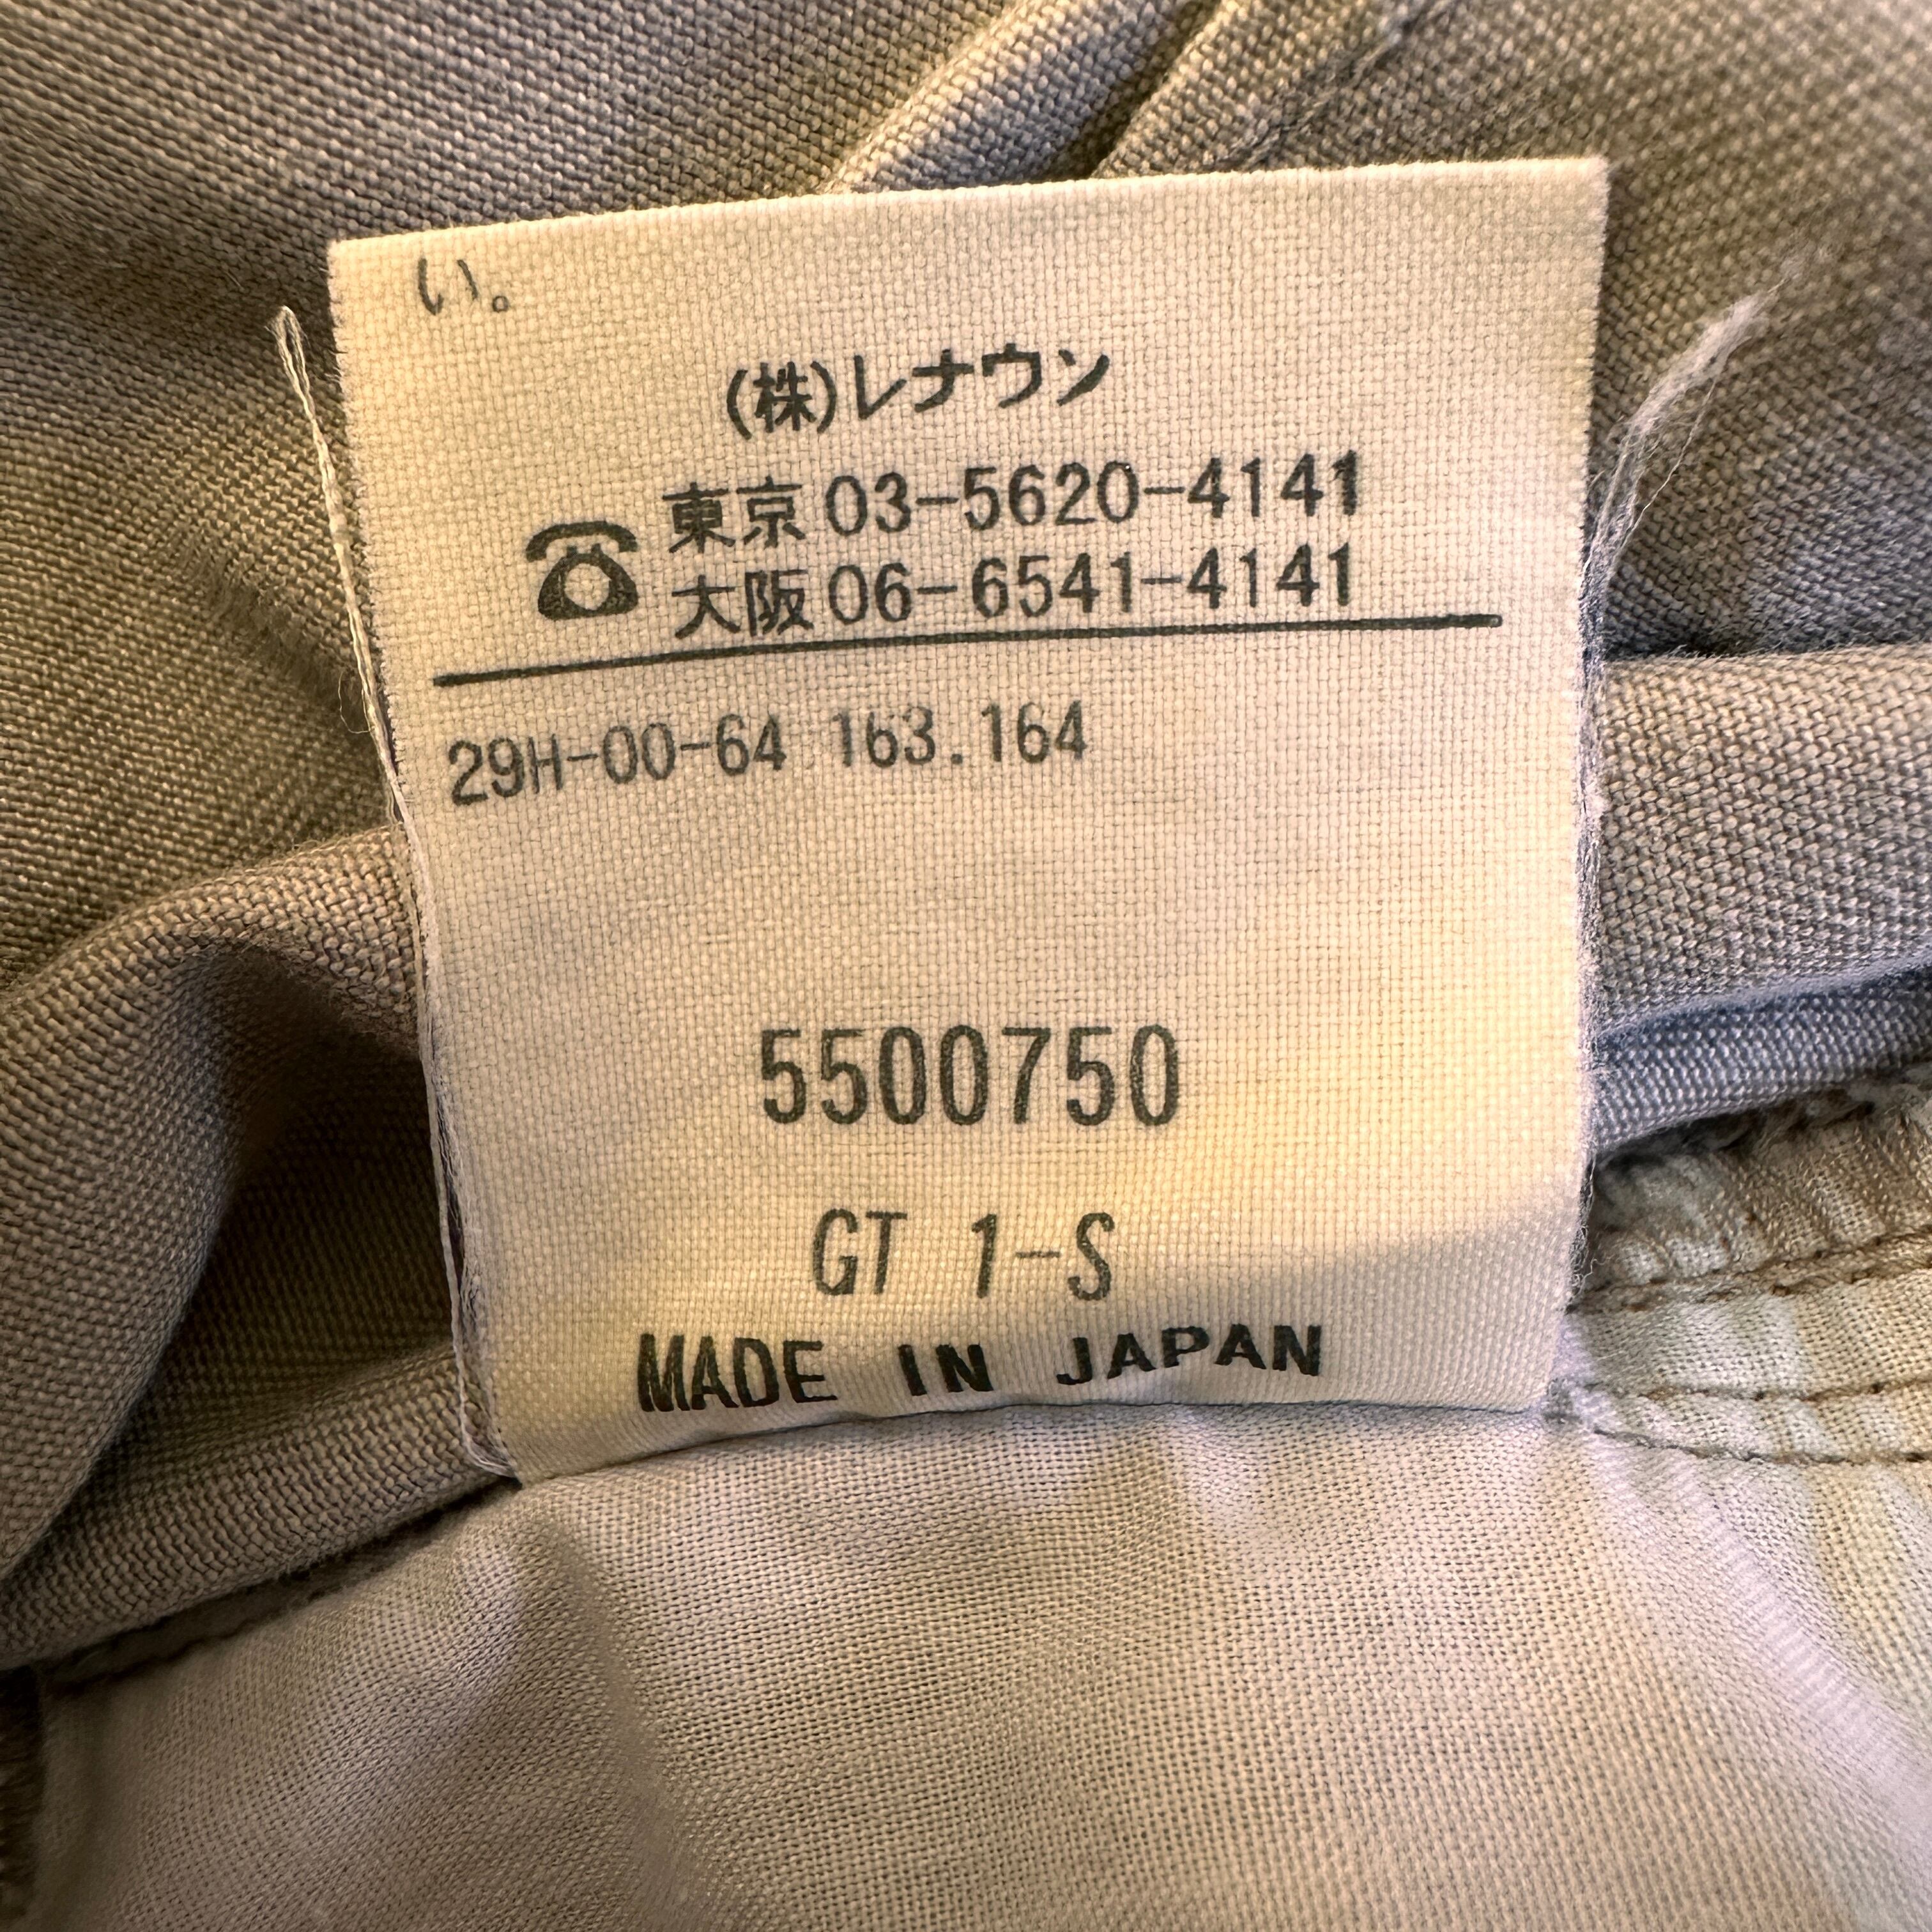 い。
(株)レナウン
東京 03-5620-4141
大阪 06-6541-4141
29H-00-64 163.164
5500750
GT 1-S
MADE IN JAPAN